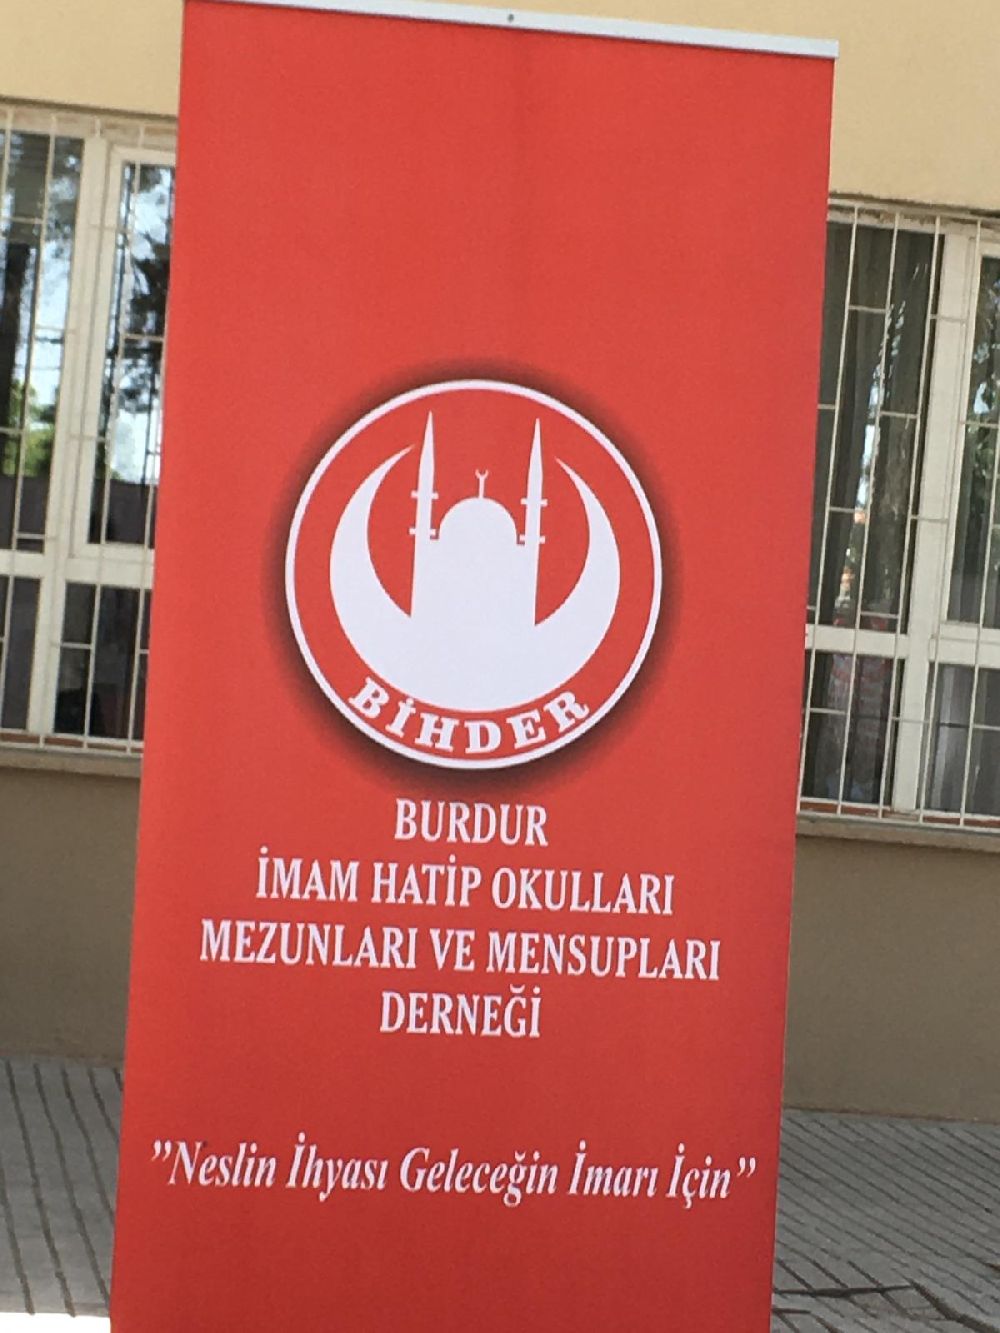 BİHDER
BURDUR
İMAM HATİP OKULLARI
MEZUNLARI VE MENSUPLARI
DERNEĞİ
”Neslin İhyası Geleceğin İmarı İçin”